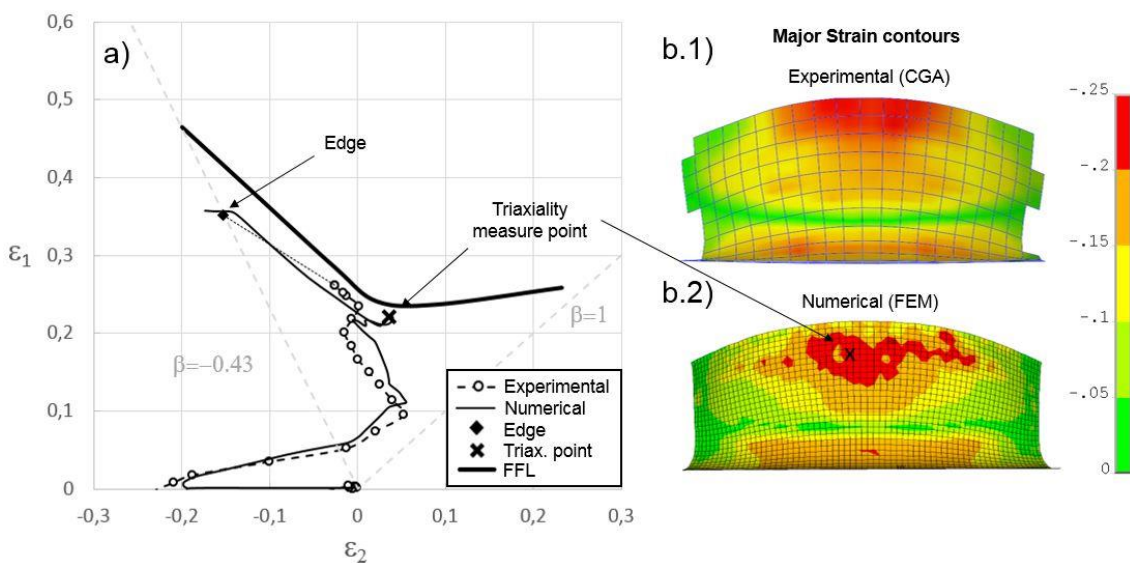 a)
0,6
0,5
0,4
0,3
0,2
0,1
0
ε1
-0,3
-0,2
-0,1
0
0,1
0,2
0,3
ε2
Edge
Triaxiality
measure point
β=−0.43
β=1
Experimental
Numerical
Edge
Triax. point
FFL
b.1)
Major Strain contours
Experimental (CGA)
b.2)
Numerical (FEM)
X
-.25
-.2
-.15
-.1
-.05
0